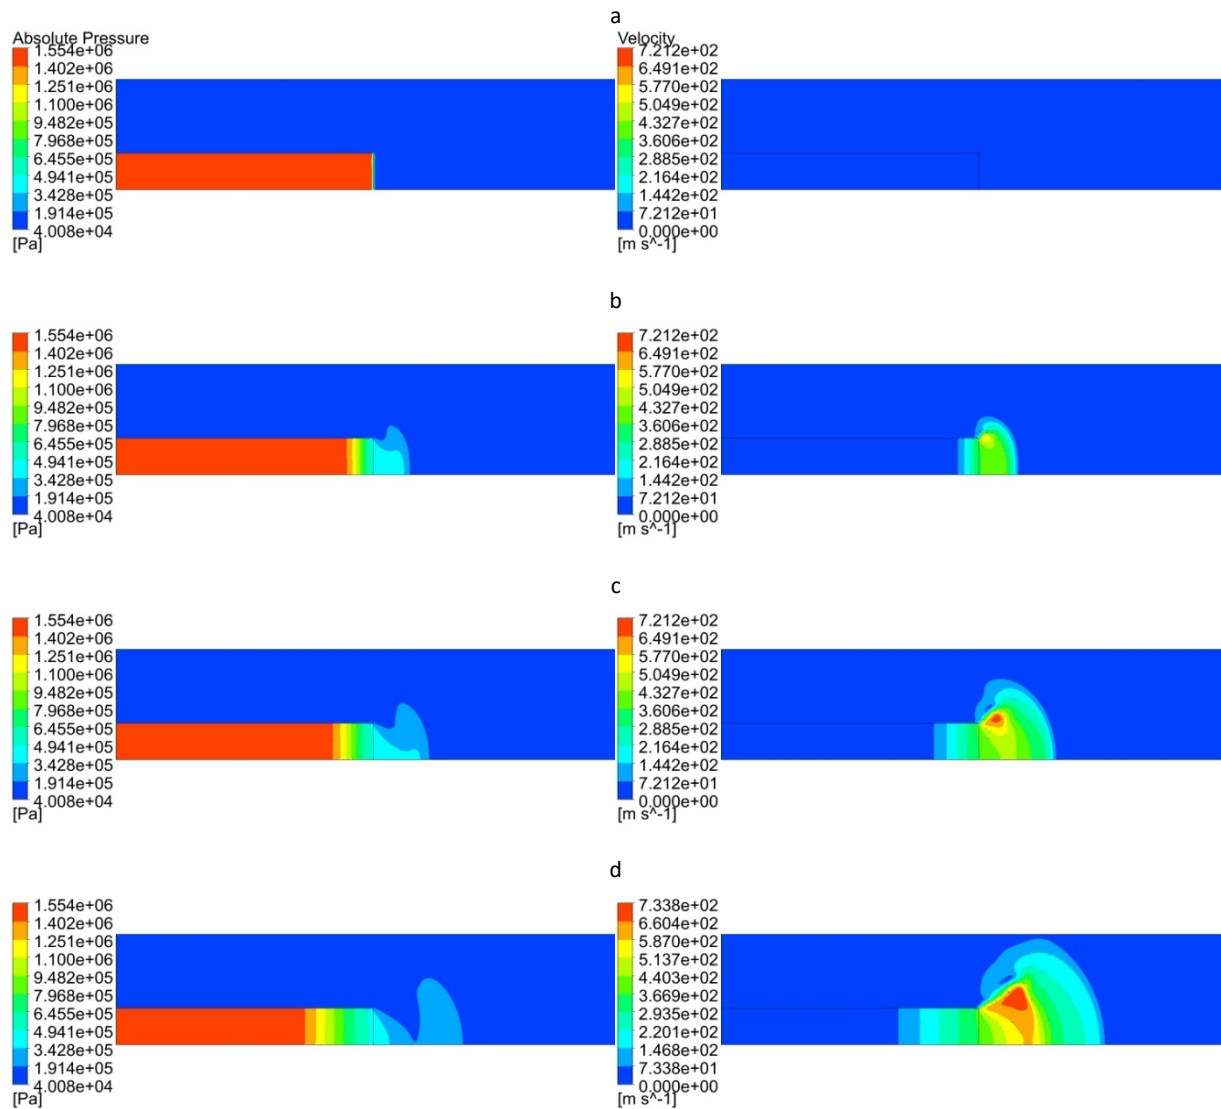 a
Absolute Pressure
1.554e+06
1.402e+06
1.251e+06
1.100e+06
9.482e+05
7.968e+05
6.455e+05
4.941e+05
3.428e+05
1.914e+05
4.008e+04
[Pa]
Velocity
7.212e+02
6.491e+02
5.770e+02
5.049e+02
4.327e+02
3.606e+02
2.885e+02
2.164e+02
1.442e+02
7.212e+01
0.000e+00
[m s^-1]
b
1.554e+06
1.402e+06
1.251e+06
1.100e+06
9.482e+05
7.968e+05
6.455e+05
4.941e+05
3.428e+05
1.914e+05
4.008e+04
[Pa]
7.212e+02
6.491e+02
5.770e+02
5.049e+02
4.327e+02
3.606e+02
2.885e+02
2.164e+02
1.442e+02
7.212e+01
0.000e+00
[m s^-1]
c
1.554e+06
1.402e+06
1.251e+06
1.100e+06
9.482e+05
7.968e+05
6.455e+05
4.941e+05
3.428e+05
1.914e+05
4.008e+04
[Pa]
7.212e+02
6.491e+02
5.770e+02
5.049e+02
4.327e+02
3.606e+02
2.885e+02
2.164e+02
1.442e+02
7.212e+01
0.000e+00
[m s^-1]
d
1.554e+06
1.402e+06
1.251e+06
1.100e+06
9.482e+05
7.968e+05
6.455e+05
4.941e+05
3.428e+05
1.914e+05
4.008e+04
[Pa]
7.338e+02
6.604e+02
5.870e+02
5.137e+02
4.403e+02
3.669e+02
2.935e+02
2.201e+02
1.468e+02
7.338e+01
0.000e+00
[m s^-1]